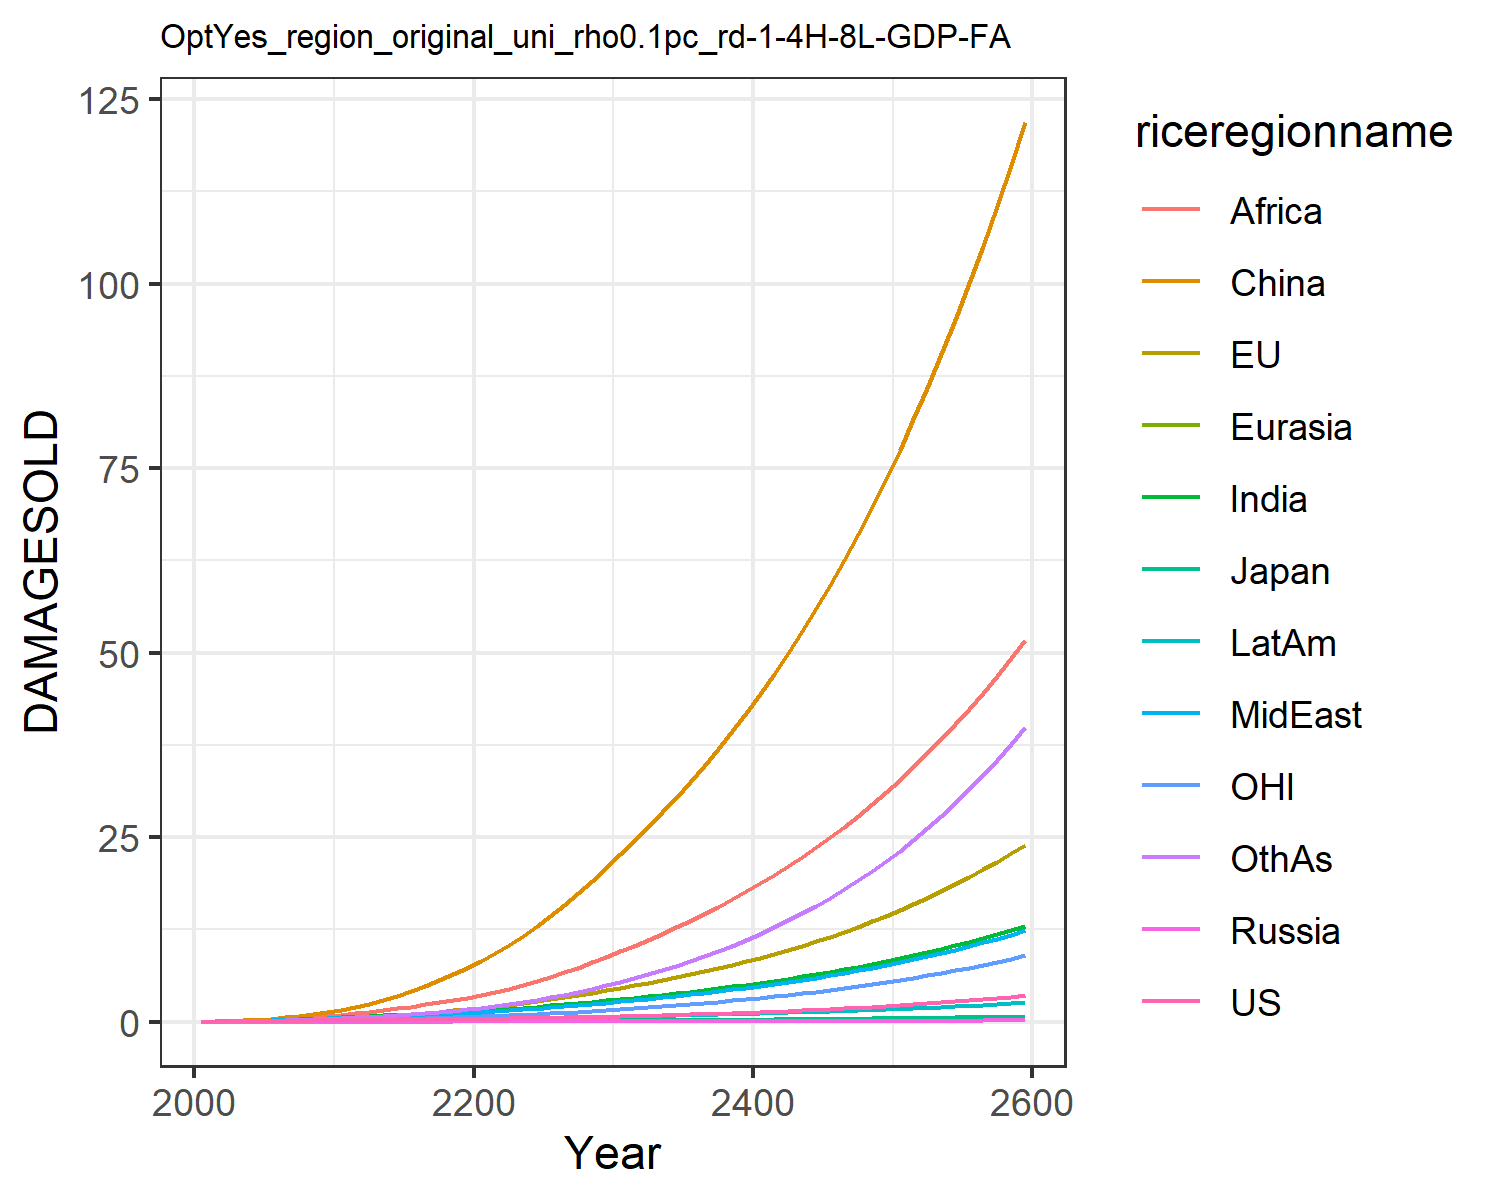 OptYes_region_original_uni_rho0.1pc_rd-1-4H-8L-GDP-FA
125
100
75
50
25
0
DAMAGESOLD
2000 2200 2400 2600
Year
riceregionname
Africa
China
EU
Eurasia
India
Japan
LatAm
MidEast
OHI
OthAs
Russia
US